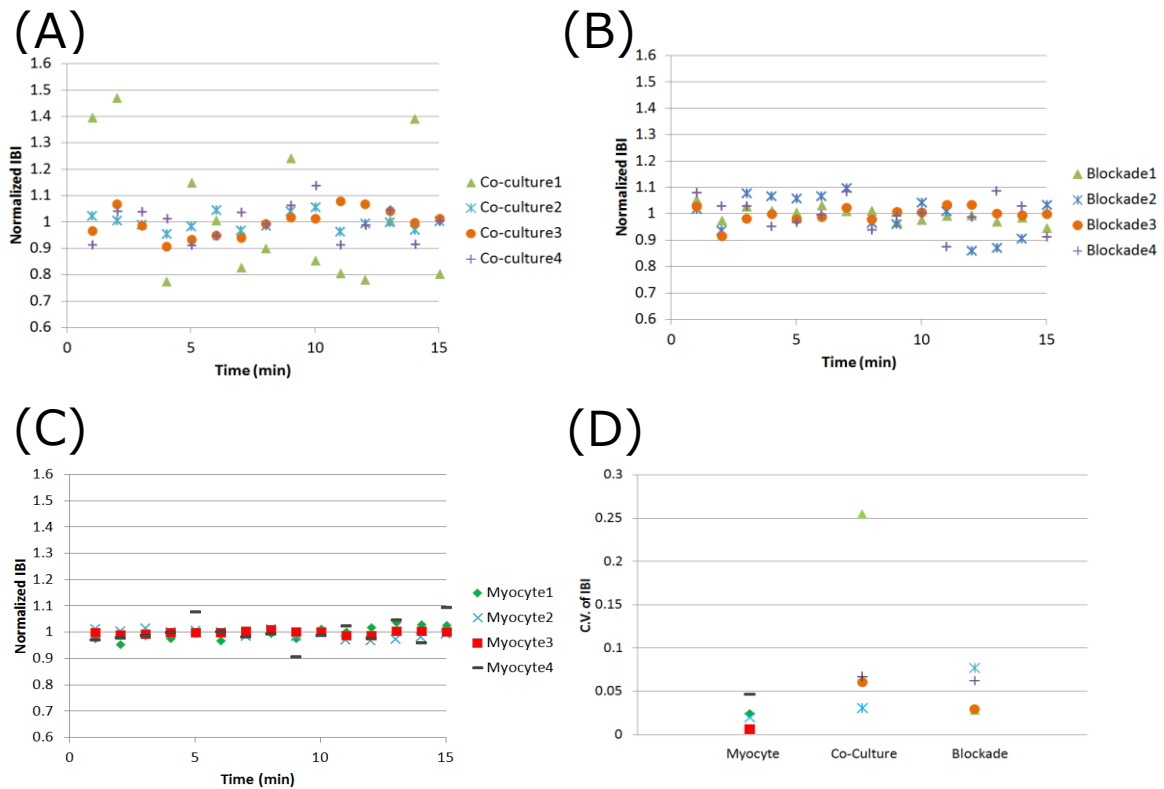 (A)
1.6
1.5
1.4
1.3
1.2
1.1
1
0.9
0.8
0.7
0.6
Normalized IBI
0 5 10 15
Time (min)
Co-culture1
Co-culture2
Co-culture3
Co-culture4
(B)
1.6
1.5
1.4
1.3
1.2
1.1
1
0.9
0.8
0.7
0.6
Normalized IBI
0 5 10 15
Time (min)
Blockade1
Blockade2
Blockade3
Blockade4
(C)
1.6
1.5
1.4
1.3
1.2
1.1
1
0.9
0.8
0.7
0.6
Normalized IBI
0 5 10 15
Time (min)
Myocyte1
Myocyte2
Myocyte3
Myocyte4
(D)
0.3
0.25
0.2
0.15
0.1
0.05
0
C.V. of IBI
Myocyte Co-Culture Blockade